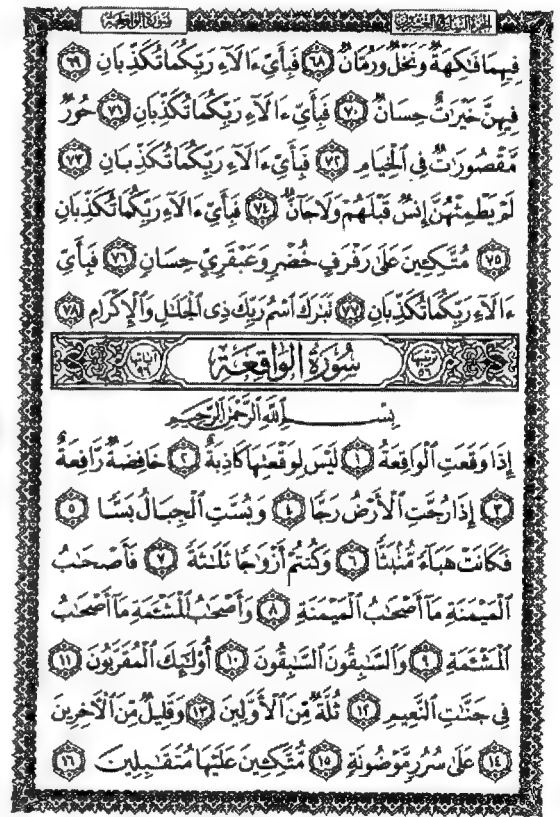 سورة الواقعة الجزء السابع والعشرون
فِيهِمَا فَٰكِهَةٌ وَنَخْلٌ وَرُمَّانٌ ٦٨ فَبِأَيِّ ءَالَآءِ رَبِّكُمَا تُكَذِّبَانِ ٦٩
فِيهِنَّ خَيْرَٰتٌ حِسَانٌ ٧٠ فَبِأَيِّ ءَالَآءِ رَبِّكُمَا تُكَذِّبَانِ ٧١ حُورٌ
مَّقْصُورَٰتٌ فِي ٱلْخِيَامِ ٧٢ فَبِأَيِّ ءَالَآءِ رَبِّكُمَا تُكَذِّبَانِ ٧٣
لَمْ يَطْمِثْهُنَّ إِنسٌ قَبْلَهُمْ وَلَا جَآنٌّ ٧٤ فَبِأَيِّ ءَالَآءِ رَبِّكُمَا تُكَذِّبَانِ
٧٥ مُتَّكِـِٔينَ عَلَىٰ رَفْرَفٍ خُضْرٍ وَعَبْقَرِيٍّ حِسَانٍ ٧٦ فَبِأَيِّ
ءَالَآءِ رَبِّكُمَا تُكَذِّبَانِ ٧٧ تَبَٰرَكَ ٱسْمُ رَبِّكَ ذِي ٱلْجَلَٰلِ وَٱلْإِكْرَامِ ٧٨
ترتيبها ٥٦ سُورَةُ الوَاقِعَةِ آياتها ٩٦
بِسْمِ ٱللَّهِ ٱلرَّحْمَٰنِ ٱلرَّحِيمِ
إِذَا وَقَعَتِ ٱلْوَاقِعَةُ ١ لَيْسَ لِوَقْعَتِهَا كَاذِبَةٌ ٢ خَافِضَةٌ رَّافِعَةٌ
٣ إِذَا رُجَّتِ ٱلْأَرْضُ رَجًّا ٤ وَبُسَّتِ ٱلْجِبَالُ بَسًّا ٥
فَكَانَتْ هَبَآءً مُّنۢبَثًّا ٦ وَكُنتُمْ أَزْوَٰجًا ثَلَٰثَةً ٧ فَأَصْحَٰبُ
ٱلْمَيْمَنَةِ مَآ أَصْحَٰبُ ٱلْمَيْمَنَةِ ٨ وَأَصْحَٰبُ ٱلْمَشْـَٔمَةِ مَآ أَصْحَٰبُ
ٱلْمَشْـَٔمَةِ ٩ وَٱلسَّٰبِقُونَ ٱلسَّٰبِقُونَ ١٠ أُو۟لَٰٓئِكَ ٱلْمُقَرَّبُونَ ١١
فِي جَنَّٰتِ ٱلنَّعِيمِ ١٢ ثُلَّةٌ مِّنَ ٱلْأَوَّلِينَ ١٣ وَقَلِيلٌ مِّنَ ٱلْءَاخِرِينَ
١٤ عَلَىٰ سُرُرٍ مَّوْضُونَةٍ ١٥ مُّتَّكِـِٔينَ عَلَيْهَا مُتَقَٰبِلِينَ ١٦